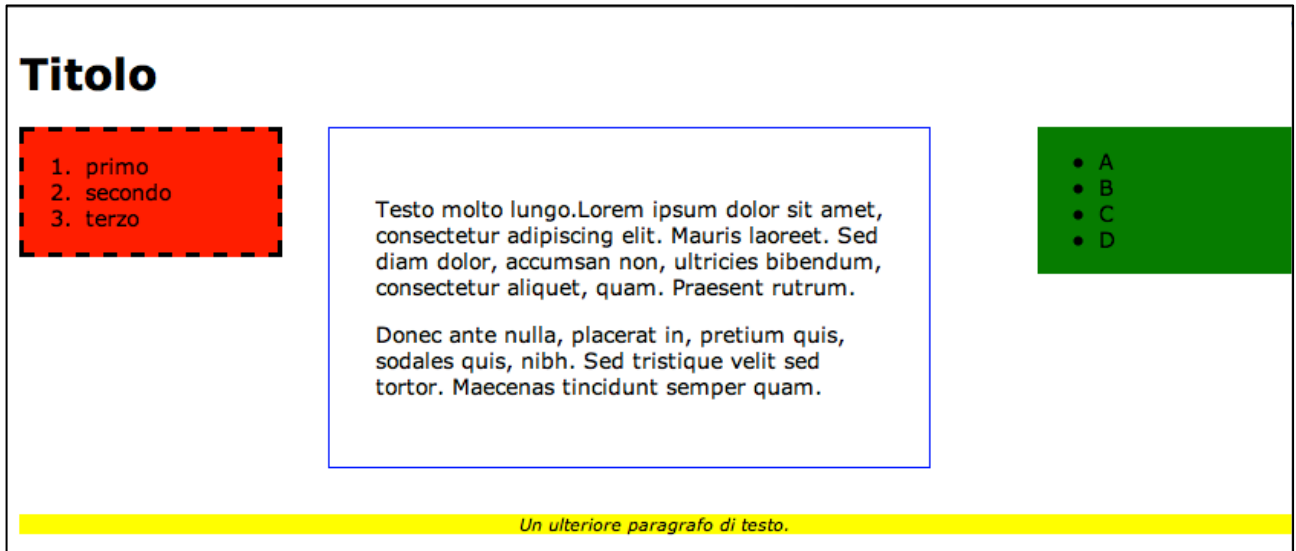 Titolo
1. primo
2. secondo
3. terzo
Testo molto lungo.Lorem ipsum dolor sit amet,
consectetur adipiscing elit. Mauris laoreet. Sed
diam dolor, accumsan non, ultricies bibendum,
consectetur aliquet, quam. Praesent rutrum.
Donec ante nulla, placerat in, pretium quis,
sodales quis, nibh. Sed tristique velit sed
tortor. Maecenas tincidunt semper quam.
• A
• B
• C
• D
Un ulteriore paragrafo di testo.